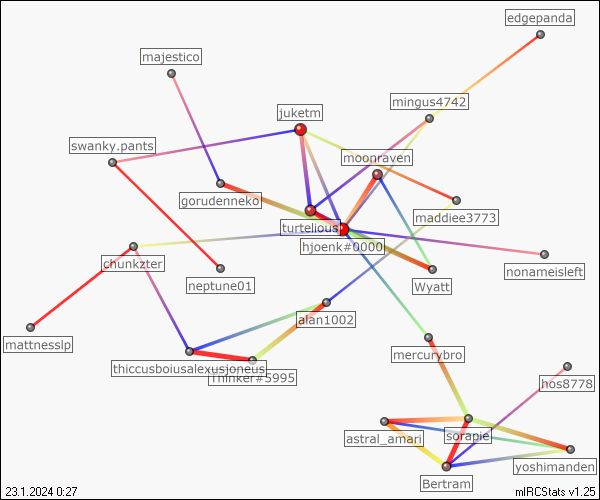 edgepanda
majestico
mingus4742
juketm
swanky.pants
moonraven
gorudenneko
maddiee3773
turtelious
hjoenk#0000
chunkzter
nonameisleft
neptune01
Wyatt
alan1002
mattnesslp
mercurybro
thiccusboiusalexusjoneus
Thinker#5995
hos8778
astral_amari
sorapie
yoshimanden
Bertram
23.1.2024 0:27
mIRCStats v1.25